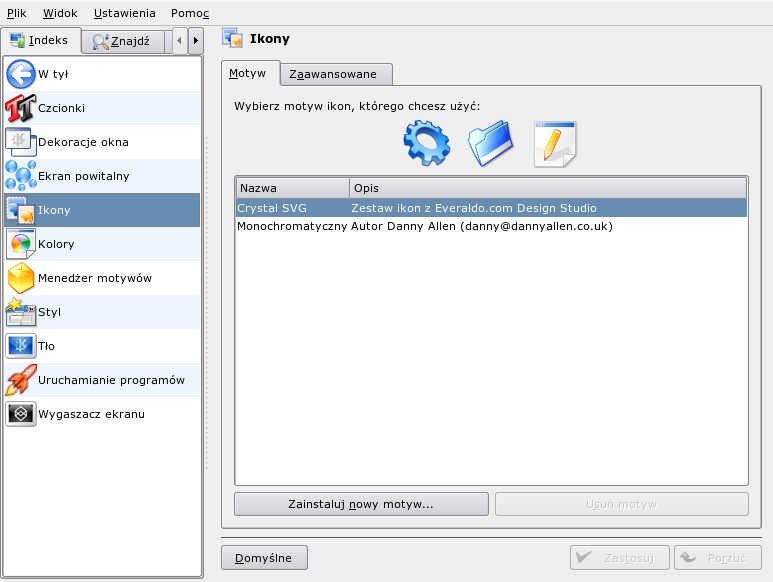 Plik Widok Ustawienia Pomoc
Indeks Znajdź
W tył
Czcionki
Dekoracje okna
Ekran powitalny
Ikony
Kolory
Menedżer motywów
Styl
Tło
Uruchamianie programów
Wygaszacz ekranu
Ikony
Motyw Zaawansowane
Wybierz motyw ikon, którego chcesz użyć:
Nazwa Opis
Crystal SVG Zestaw ikon z Everaldo.com Design Studio
Monochromatyczny Autor Danny Allen (danny@dannyallen.co.uk)
Zainstaluj nowy motyw... Usuń motyw
Domyślne Zastosuj Porzuć